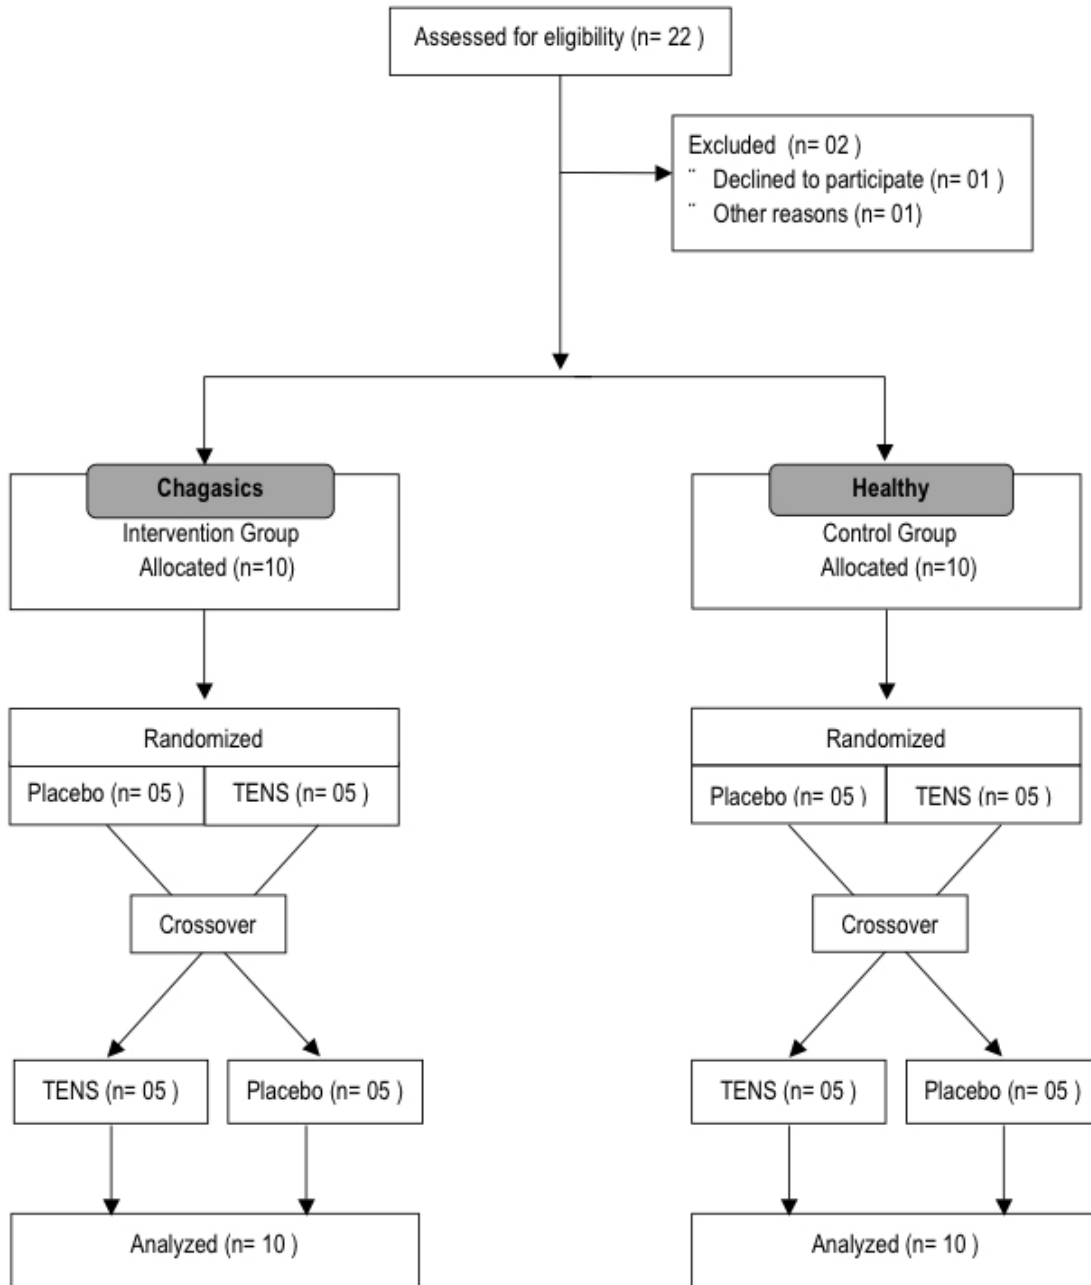 Assessed for eligibility (n= 22 )
Excluded (n= 02 )
¨ Declined to participate (n= 01 )
¨ Other reasons (n= 01)
Chagasics
Intervention Group
Allocated (n=10)
Healthy
Control Group
Allocated (n=10)
Randomized
Placebo (n= 05 ) TENS (n= 05 )
Randomized
Placebo (n= 05 ) TENS (n= 05 )
Crossover
Crossover
TENS (n= 05 ) Placebo (n= 05 )
TENS (n= 05 ) Placebo (n= 05 )
Analyzed (n= 10 )
Analyzed (n= 10 )